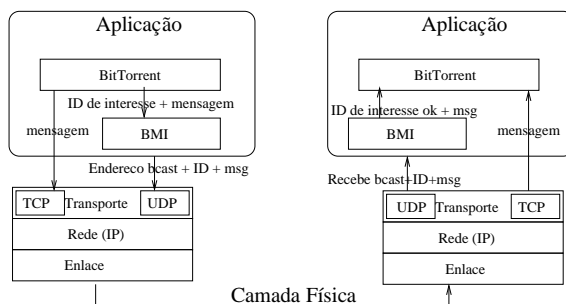 Aplicação
BitTorrent
ID de interesse + mensagem
mensagem
BMI
Endereco bcast + ID + msg
TCP
Transporte
UDP
Rede (IP)
Enlace
Aplicação
BitTorrent
ID de interesse ok + msg
BMI
mensagem
Recebe bcast+ID+msg
UDP
Transporte
TCP
Rede (IP)
Enlace
Camada Física